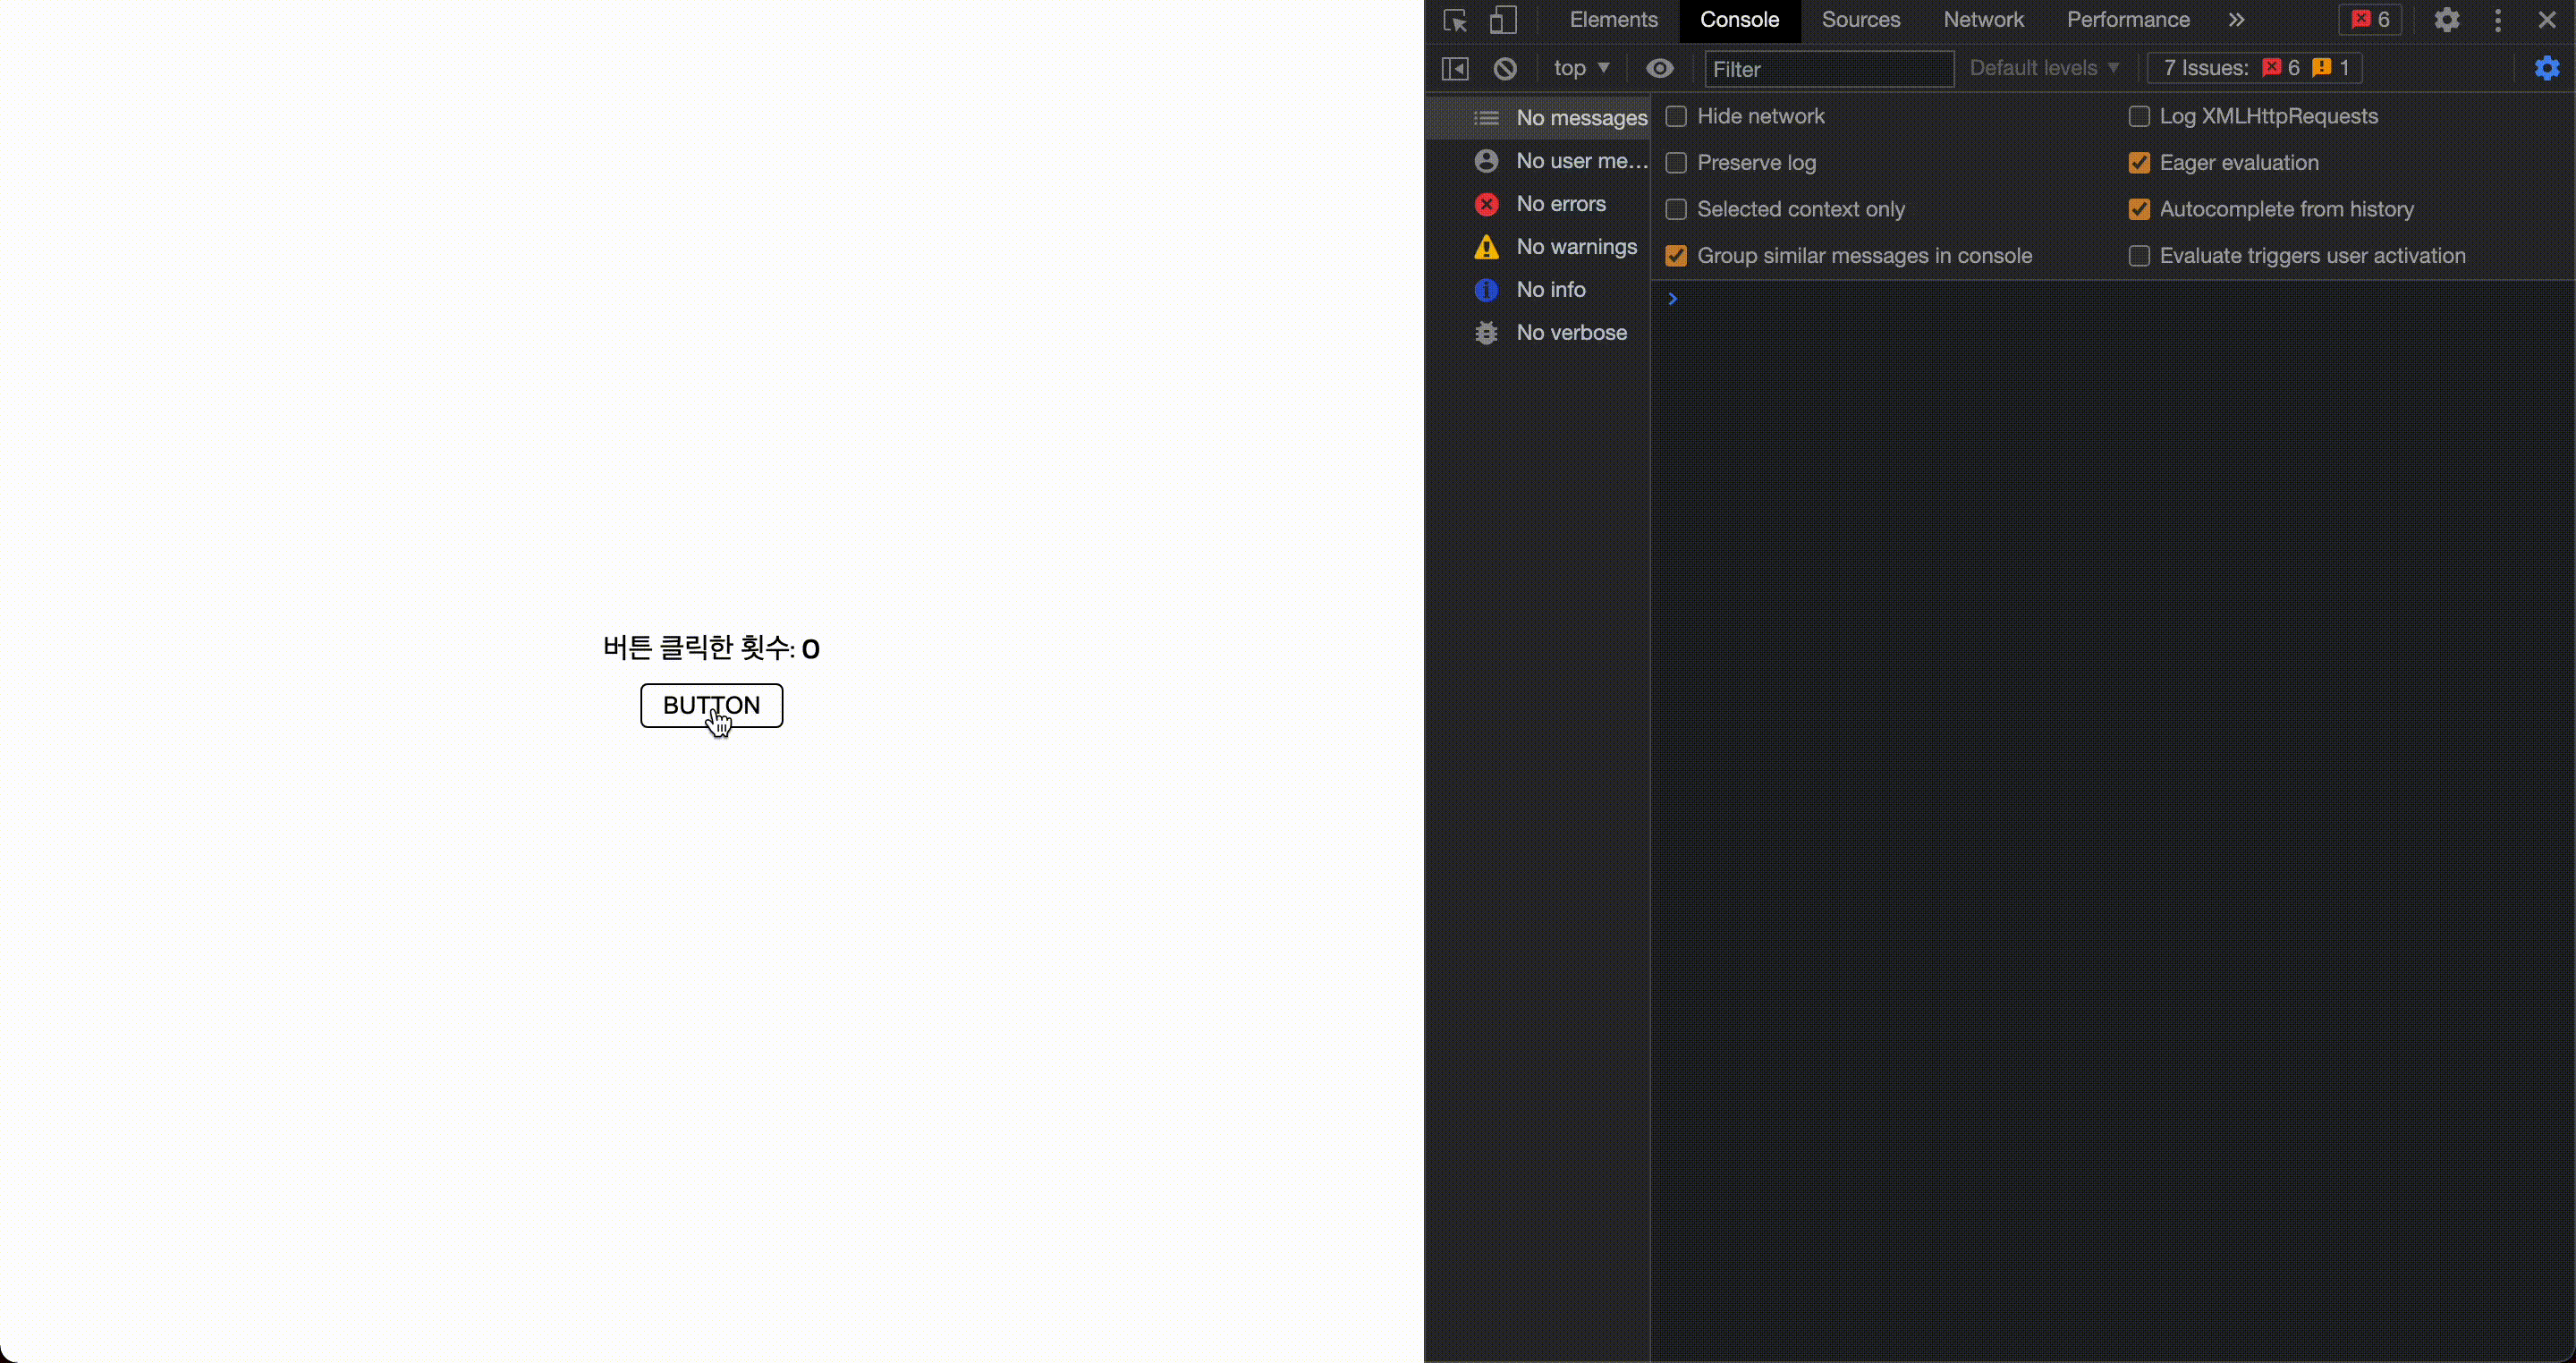 버튼 클릭한 횟수: 0
BUTTON
Elements Console Sources Network Performance 6
top Filter Default levels 7 Issues: 6 1
No messages
No user me...
No errors
No warnings
No info
No verbose
Hide network
Log XMLHttpRequests
Preserve log
Eager evaluation
Selected context only
Autocomplete from history
Group similar messages in console
Evaluate triggers user activation